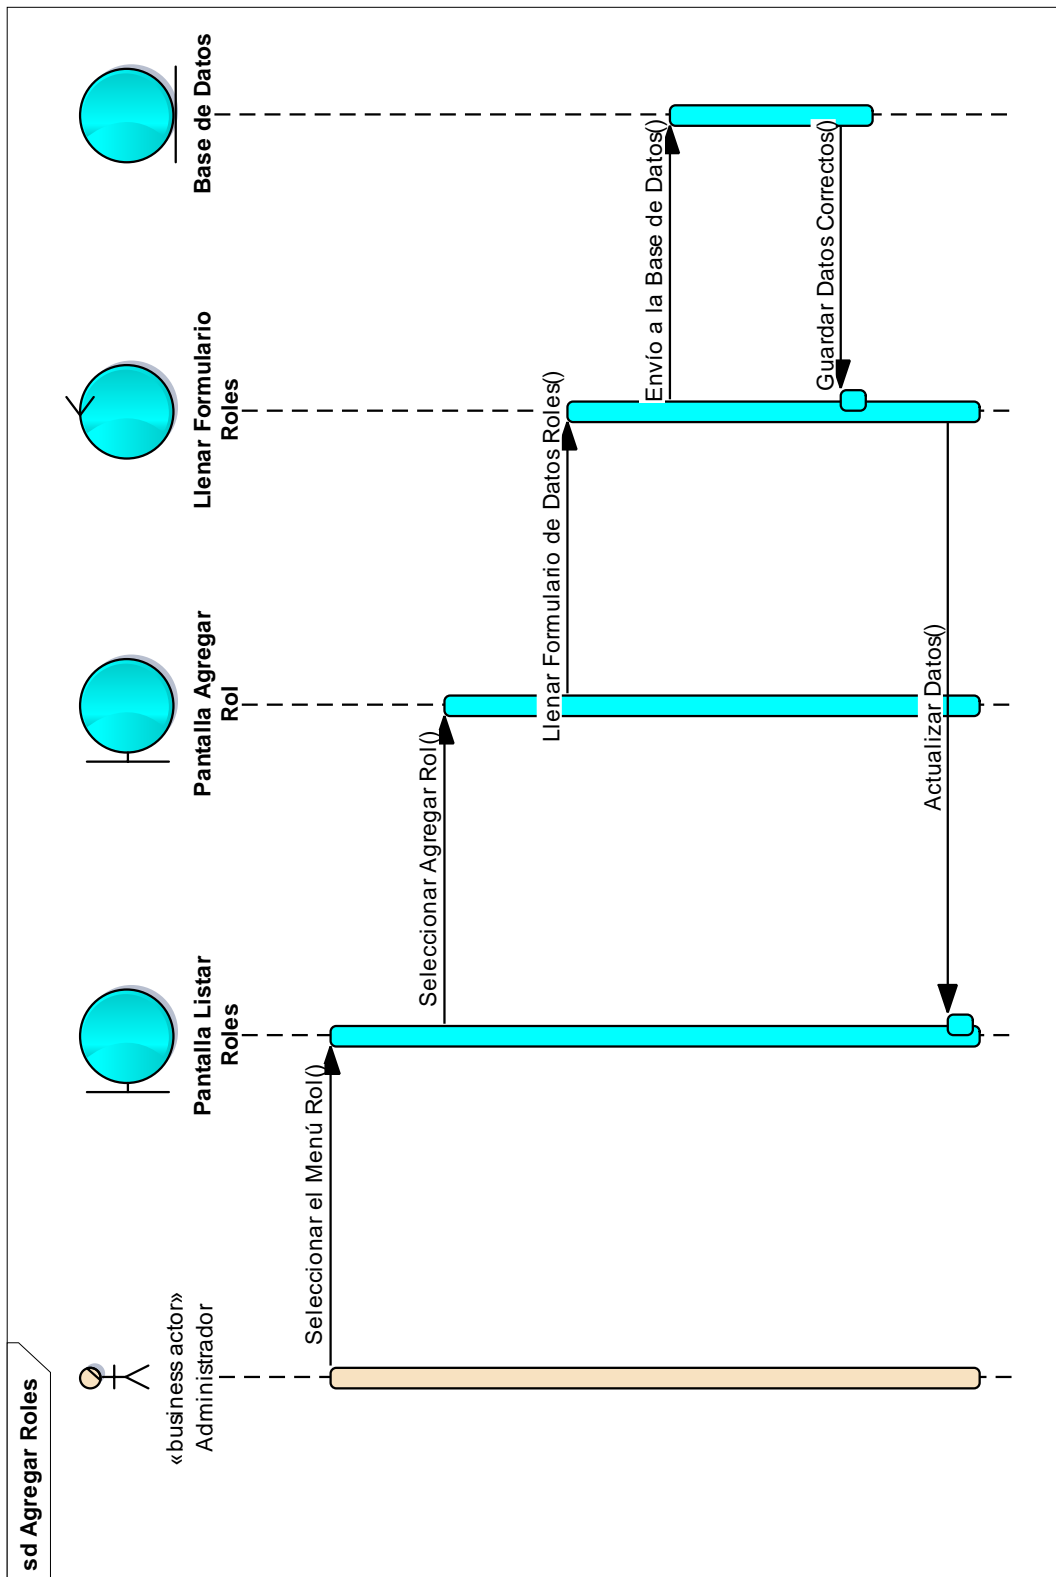 sd Agregar Roles
«business actor»
Administrador
Pantalla Listar
Roles
Pantalla Agregar
Rol
Llenar Formulario
Roles
Base de Datos
Seleccionar el Menú Rol()
Seleccionar Agregar Rol()
Llenar Formulario de Datos Roles()
Envío a la Base de Datos()
Guardar Datos Correctos()
Actualizar Datos()